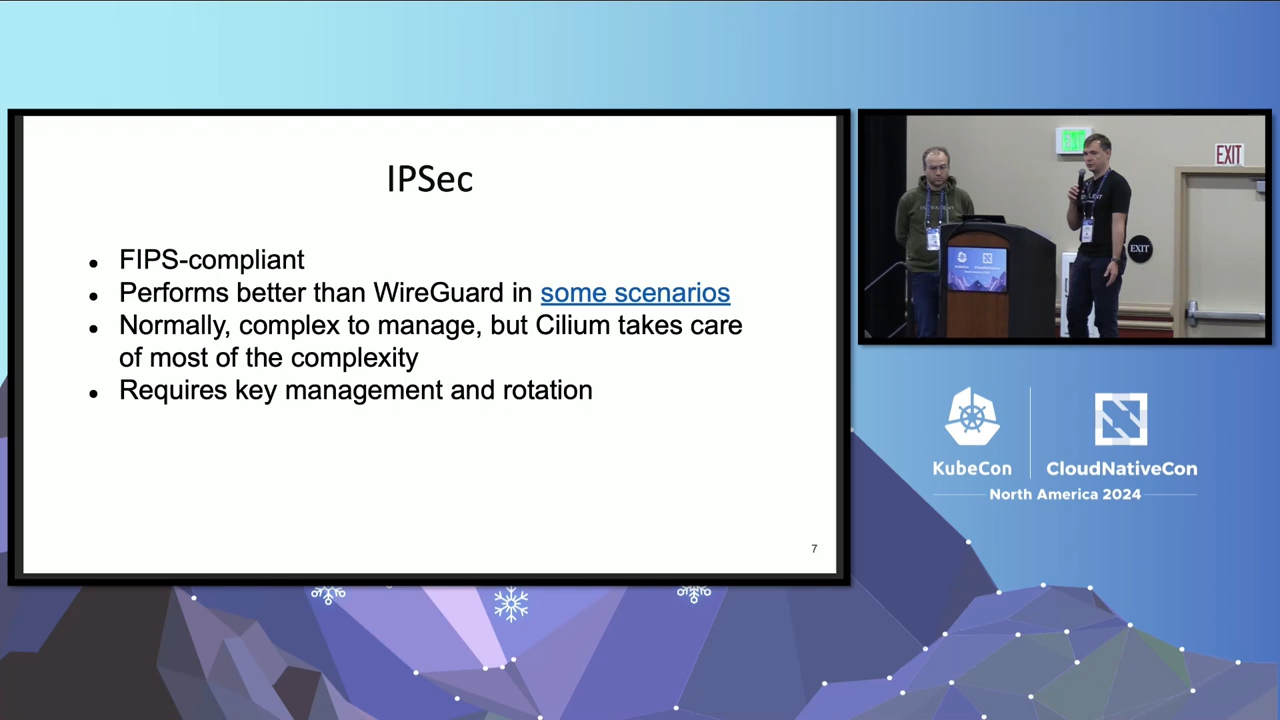 IPSec
● FIPS-compliant
● Performs better than WireGuard in some scenarios
● Normally, complex to manage, but Cilium takes care
of most of the complexity
● Requires key management and rotation
7
EXIT
EXIT
KubeCon
CloudNativeCon
North America 2024